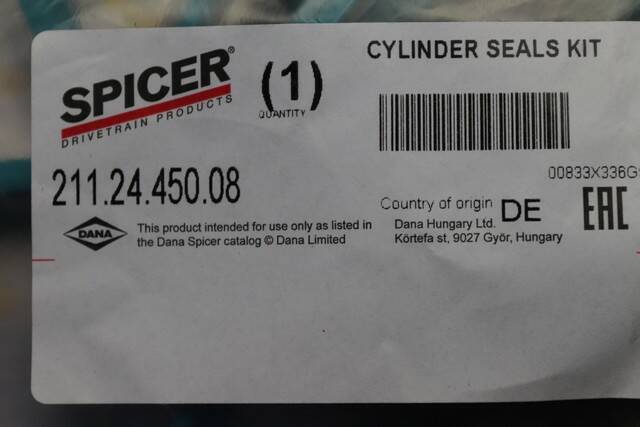 CYLINDER SEALS KIT
SPICER®
DRIVETRAIN PRODUCTS
(1)
QUANTITY
211.24.450.08
00833X336G
Country of origin DE
EAC
DANA
This product intended for use only as listed in
the Dana Spicer catalog © Dana Limited
Dana Hungary Ltd.
Körtefa st, 9027 Győr, Hungary